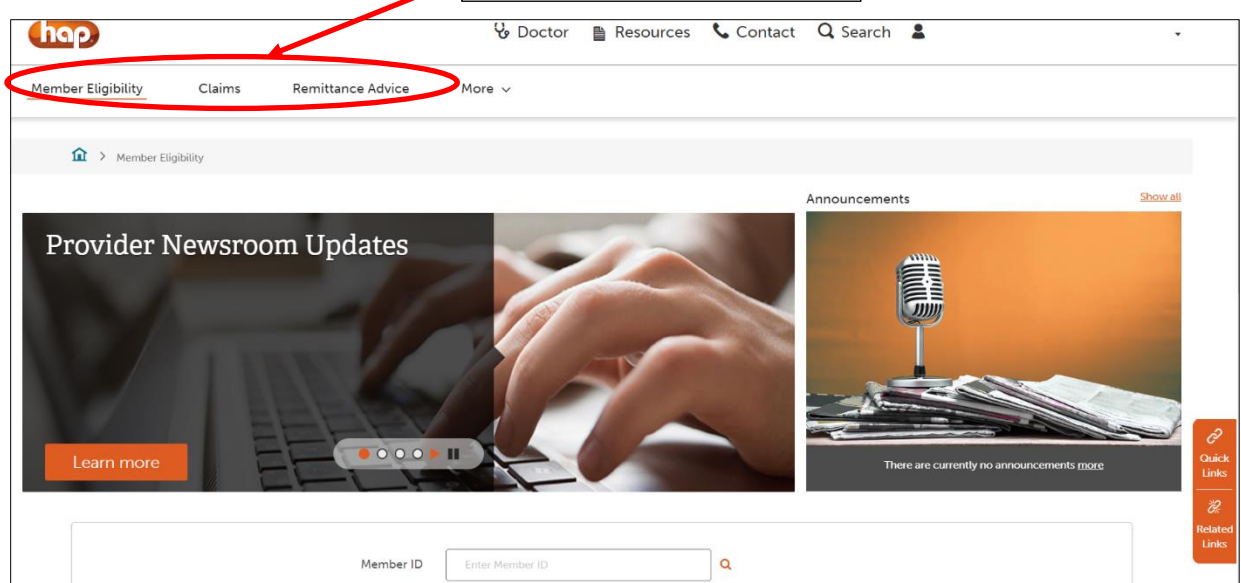 hap
Doctor Resources Contact Search
Member Eligibility Claims Remittance Advice More
> Member Eligibility
Announcements Show all
Provider Newsroom Updates
Learn more
There are currently no announcements more
Quick
Links
Related
Links
Member ID Enter Member ID